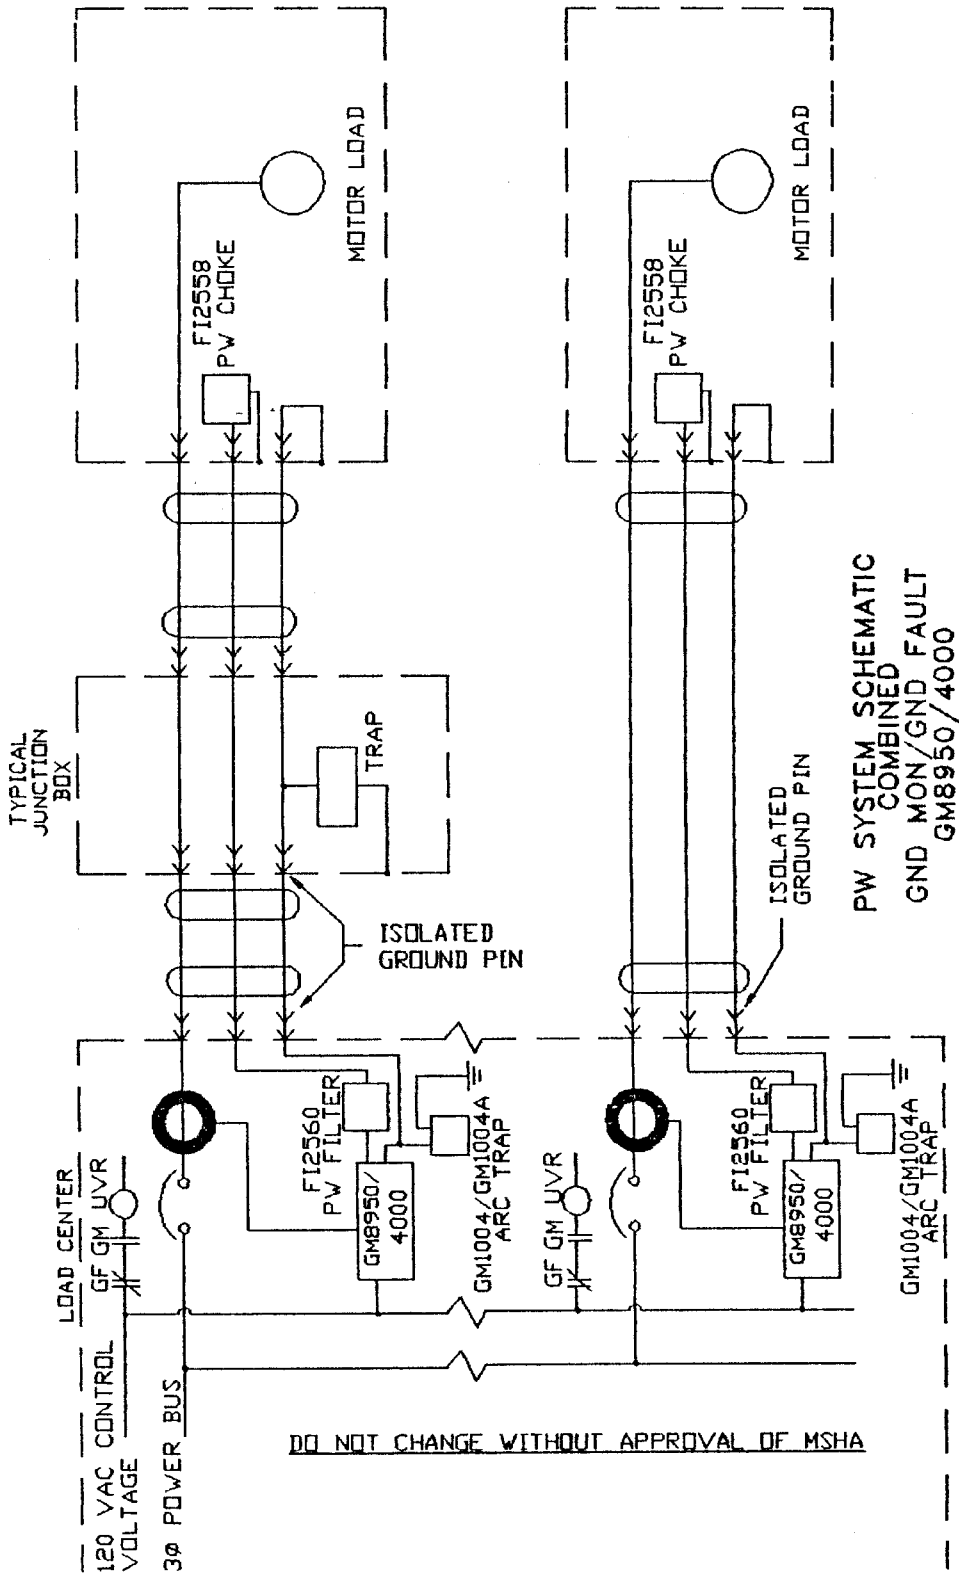 MOTOR LOAD
FI2558
PW CHOKE
TYPICAL
JUNCTION
BOX
TRAP
ISOLATED
GROUND PIN
LOAD CENTER
GF GM UVR
FI2560
PW FILTER
GM8950/
4000
GM1004/GM1004A
ARC TRAP
120 VAC CONTROL
VOLTAGE
3Ø POWER BUS
MOTOR LOAD
FI2558
PW CHOKE
ISOLATED
GROUND PIN
GF GM UVR
FI2560
PW FILTER
GM8950/
4000
GM1004/GM1004A
ARC TRAP
DO NOT CHANGE WITHOUT APPROVAL OF MSHA
PW SYSTEM SCHEMATIC
COMBINED
GND MON/GND FAULT
GM8950/4000